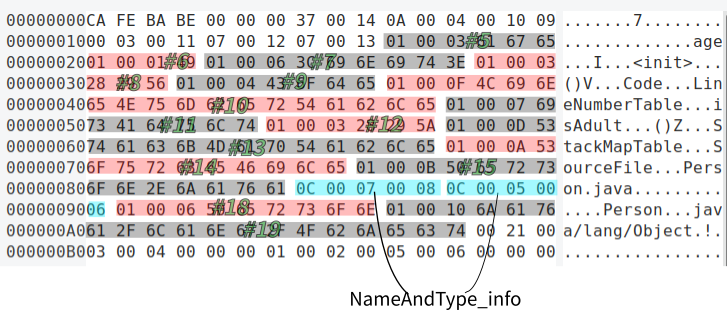 00000000CA FE BA BE 00 00 00 37 00 14 0A 00 04 00 10 09 .......7........
0000001000 03 00 11 07 00 12 07 00 13 01 00 03 #5 61 67 65 .............age
0000002001 00 01 #6 49 01 00 06 3C #7 69 6E 69 74 3E 01 00 03 ...I...<init>...
0000003028 #8 56 01 00 04 43 #9 6F 64 65 01 00 0F 4C 69 6E ()V...Code...Lin
0000004065 4E 75 6D #10 65 72 54 61 62 6C 65 01 00 07 69 eNumberTable...i
0000005073 41 64 #11 6C 74 01 00 03 28 #12 5A 01 00 0D 53 sAdult...()Z...S
0000006074 61 63 6B 4D #13 61 70 54 61 62 6C 65 01 00 0A 53 tackMapTable...S
000000706F 75 72 #14 65 46 69 6C 65 01 00 0B 50 #15 72 73 ourceFile...Pers
000000806F 6E 2E 6A 61 76 61 0C 00 07 00 08 0C 00 05 00 on.java.........
0000009006 01 00 06 #18 65 72 73 6F 6E 01 00 10 6A 61 76 ....Person...jav
000000A061 2F 6C 61 6E #19 2F 4F 62 6A 65 63 74 00 21 00 a/lang/Object.!.
000000B003 00 04 00 00 00 01 00 02 00 05 00 06 00 00 00 ................
NameAndType_info